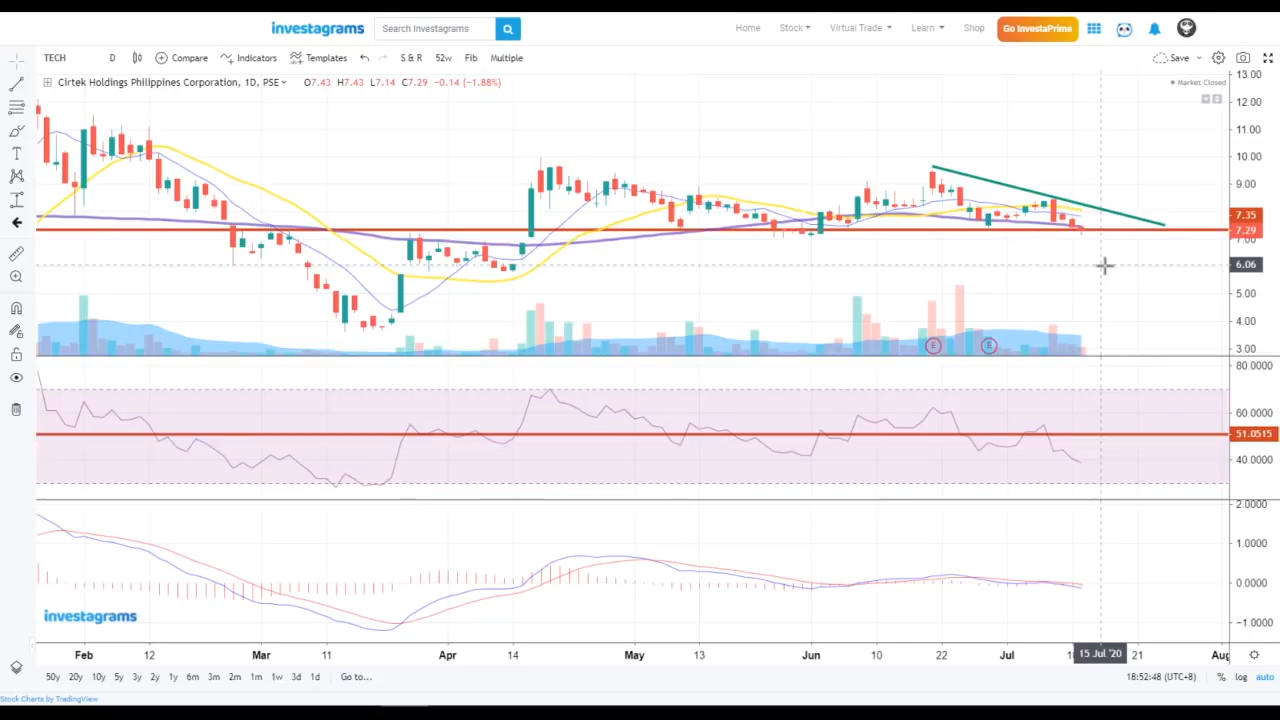 investagrams
Search Investagrams
Home Stock Virtual Trade Learn Shop Go InvestaPrime
TECH D Compare Indicators Templates S & R 52w Fib Multiple Save
Cirtek Holdings Philippines Corporation, 1D, PSE O7.43 H7.43 L7.14 C7.29 −0.14 (−1.88%)
Market Closed
13.00
12.00
11.00
10.00
9.00
7.35
7.29
7.00
6.06
5.00
4.00
3.00
E E
80.0000
60.0000
51.0515
40.0000
2.0000
1.0000
0.0000
−1.0000
investagrams
Feb 12 Mar 11 Apr 14 May 13 Jun 10 22 Jul 15 Jul '20 21 Aug
50y 20y 10y 5y 3y 2y 1y 6m 3m 2m 1m 1w 3d 1d Go to... 18:52:48 (UTC+8) % log auto
Stock Charts by TradingView